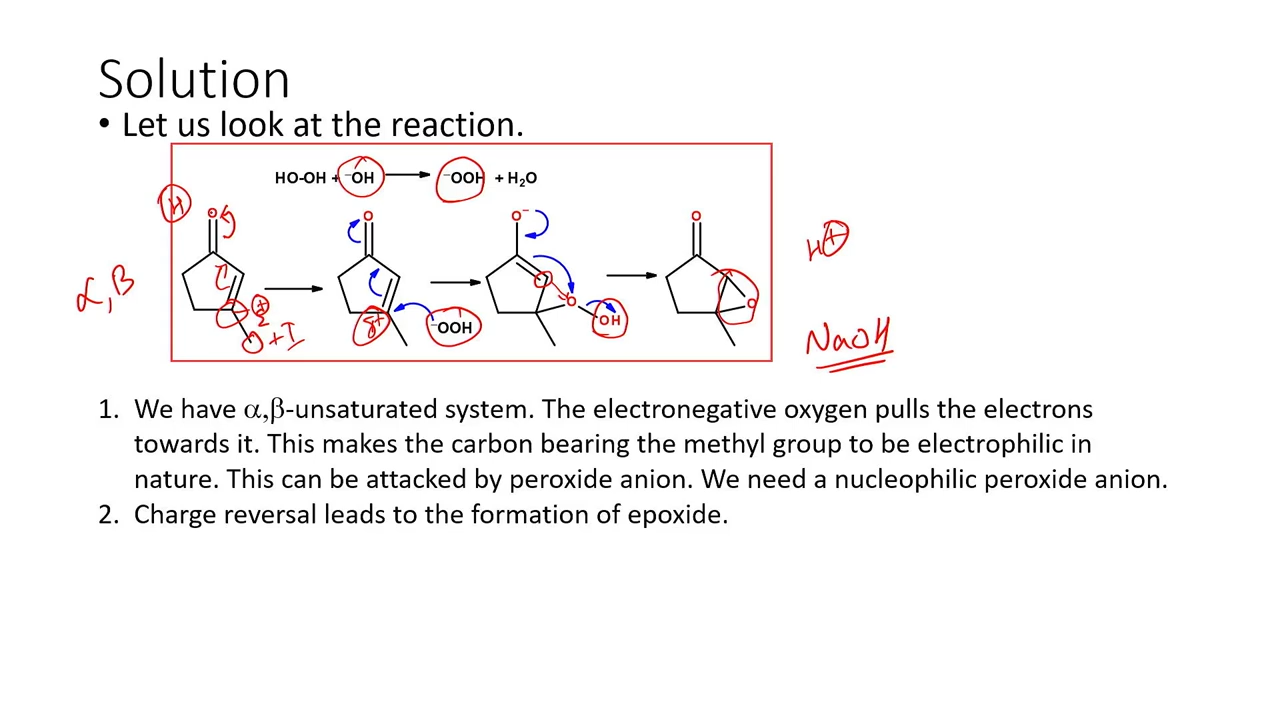 Solution
• Let us look at the reaction.
HO-OH + ⁻OH ⟶ ⁻OOH + H₂O
H
O
O
O⁻
O
H⊕
α, β
⊕
δ+
⁻OOH
O
OH
O
+I
NaOH
1. We have α,β-unsaturated system. The electronegative oxygen pulls the electrons
towards it. This makes the carbon bearing the methyl group to be electrophilic in
nature. This can be attacked by peroxide anion. We need a nucleophilic peroxide anion.
2. Charge reversal leads to the formation of epoxide.